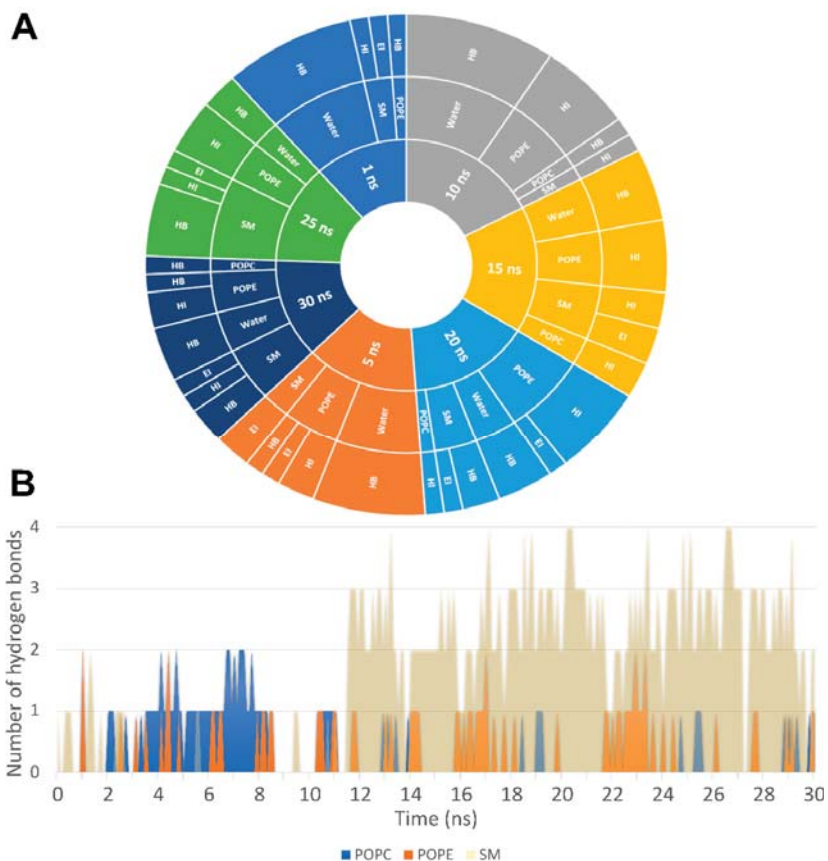 A
10 ns
Water
HB
POPE
HI
POPC
HB
SM
HI
15 ns
Water
HB
POPE
HI
SM
HI
EI
POPC
HI
20 ns
POPE
HI
EI
Water
HB
SM
HB
EI
POPC
HI
5 ns
Water
HB
POPE
HI
EI
HB
SM
EI
30 ns
SM
HB
HI
EI
Water
HB
POPE
HI
HB
POPC
HB
25 ns
SM
HB
HI
EI
POPE
HI
Water
HB
1 ns
Water
HB
SM
HI
EI
POPE
HB
B
Number of hydrogen bonds
4
3
2
1
0
0 2 4 6 8 10 12 14 16 18 20 22 24 26 28 30
Time (ns)
POPC POPE SM